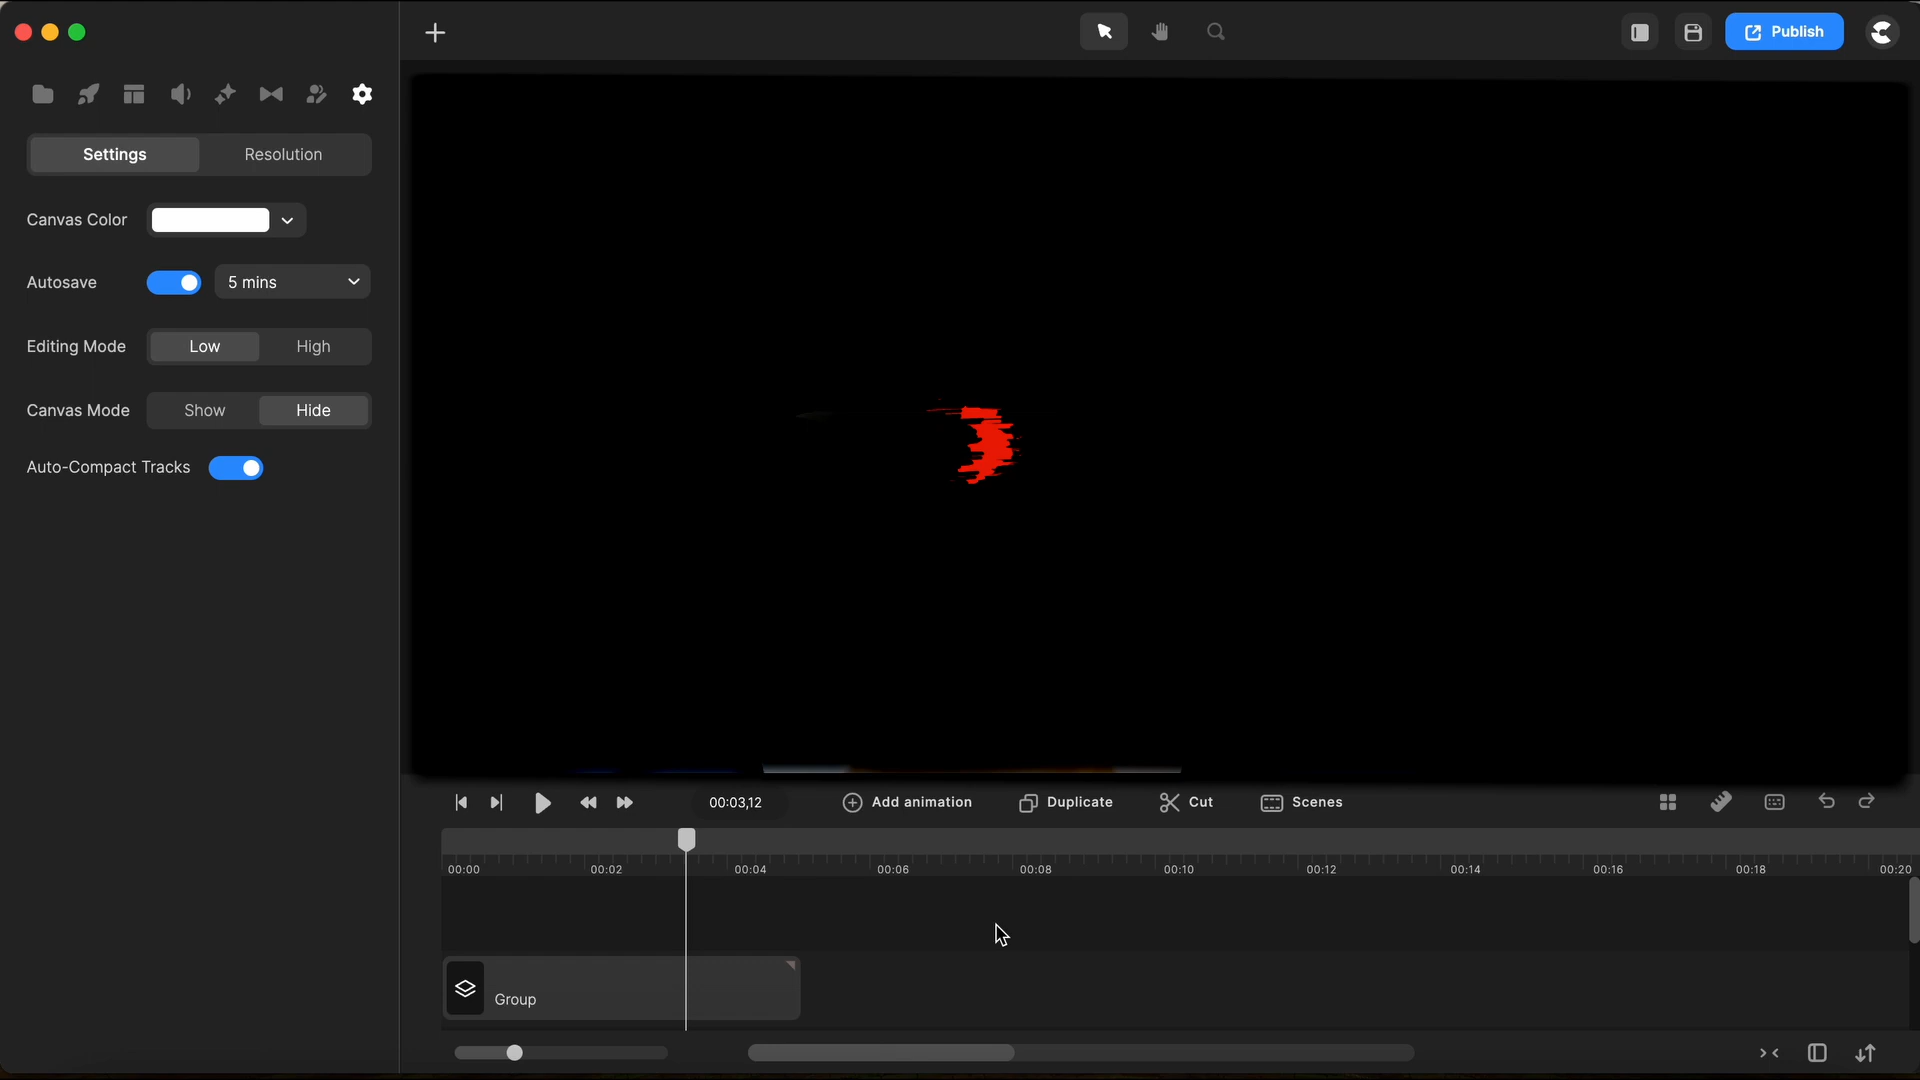 Publish
Settings Resolution
Canvas Color
Autosave 5 mins
Editing Mode Low High
Canvas Mode Show Hide
Auto-Compact Tracks
00:03,12 Add animation Duplicate Cut Scenes
00:00 00:02 00:04 00:06 00:08 00:10 00:12 00:14 00:16 00:18 00:20
Group